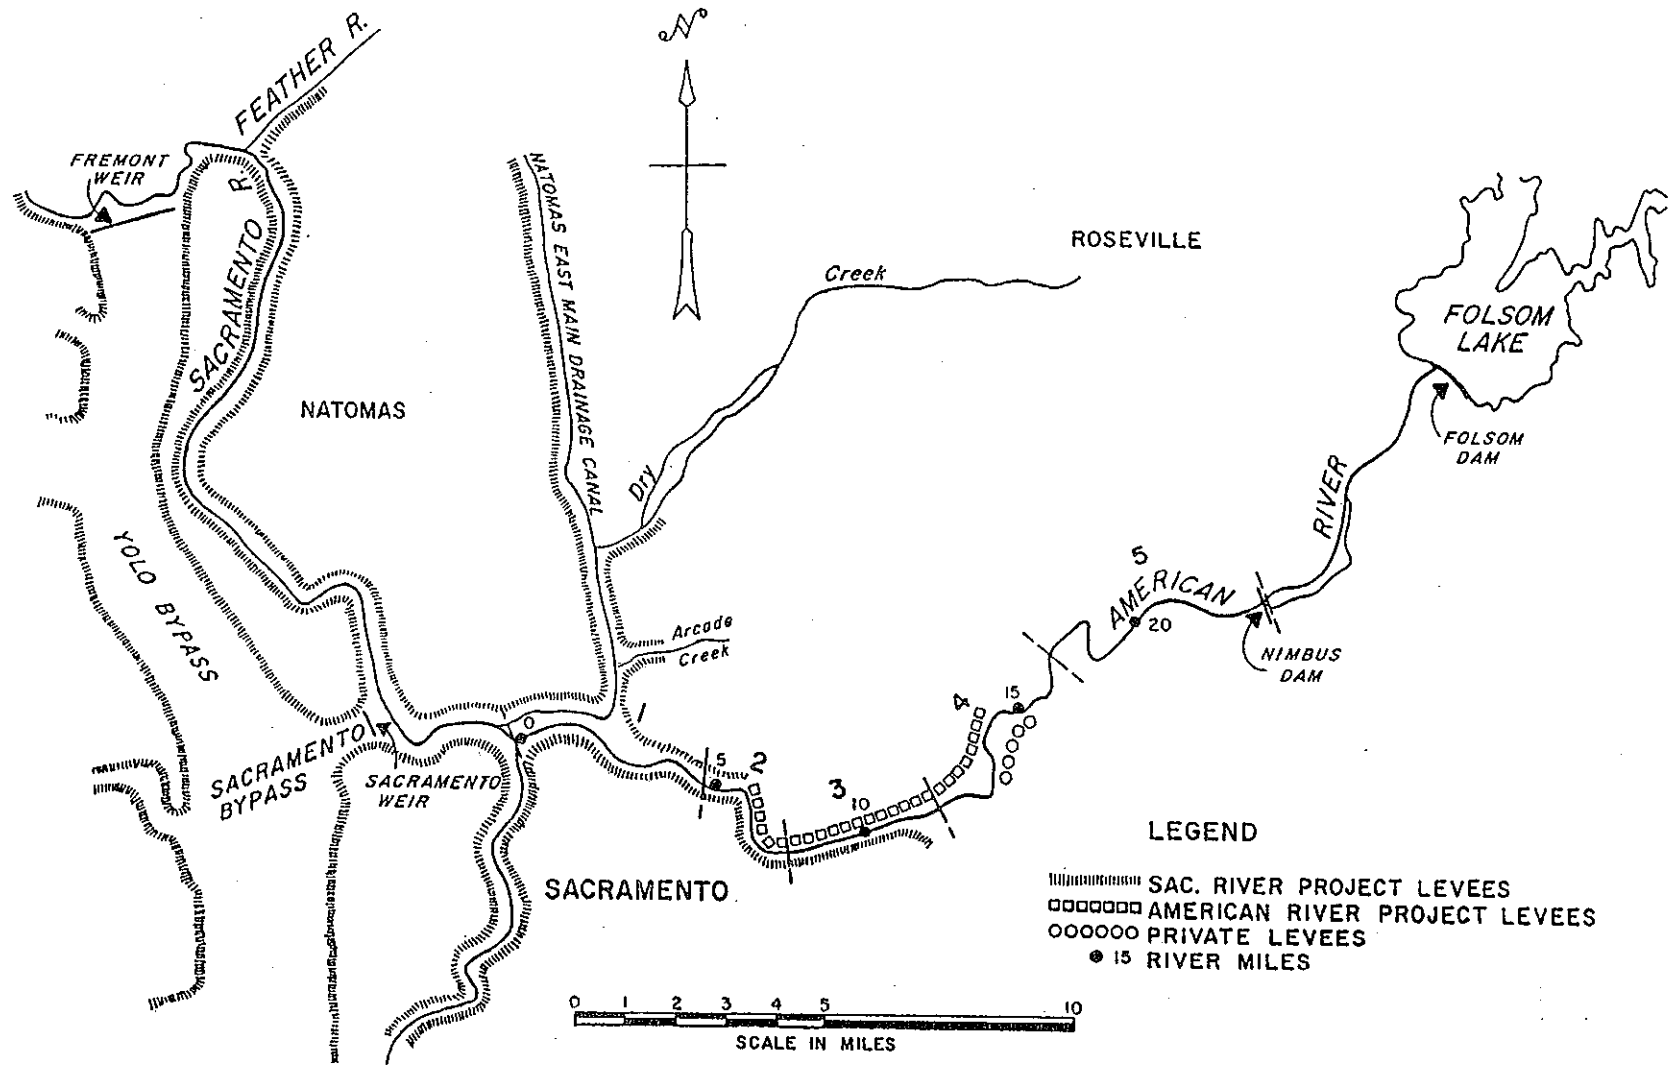 N
FEATHER R.
FREMONT
WEIR
SACRAMENTO R.
NATOMAS EAST MAIN DRAINAGE CANAL
ROSEVILLE
Creek
Dry
FOLSOM
LAKE
NATOMAS
FOLSOM
DAM
RIVER
YOLO BYPASS
5
AMERICAN
20
NIMBUS
DAM
Arcade
Creek
15
4
0
1
SACRAMENTO
BYPASS
SACRAMENTO
WEIR
5
2
1
3
10
SACRAMENTO
LEGEND
SAC. RIVER PROJECT LEVEES
AMERICAN RIVER PROJECT LEVEES
PRIVATE LEVEES
15 RIVER MILES
0 1 2 3 4 5 10
SCALE IN MILES